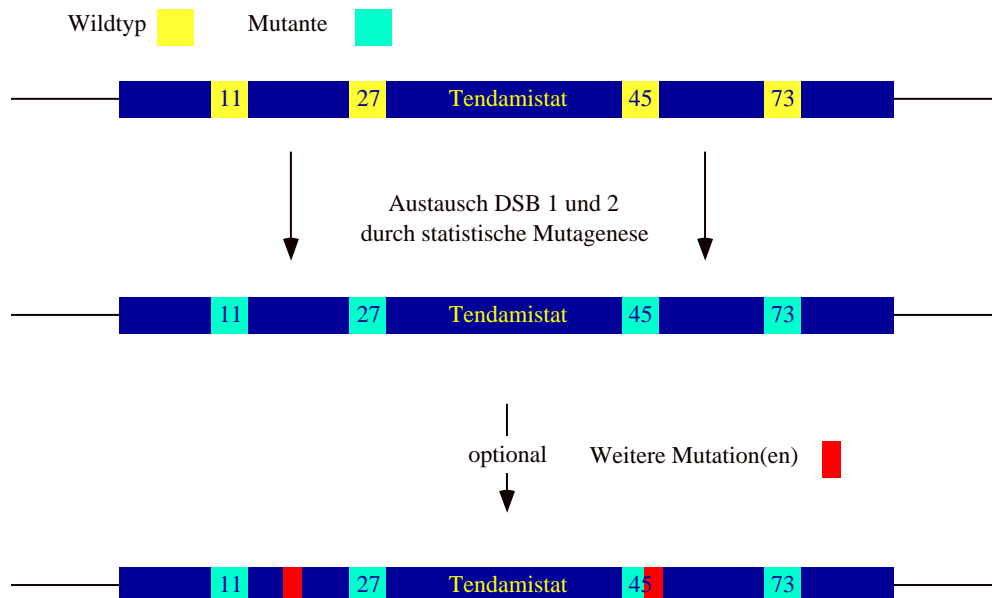 Wildtyp Mutante
11 27 Tendamistat 45 73
Austausch DSB 1 und 2
durch statistische Mutagenese
11 27 Tendamistat 45 73
optional Weitere Mutation(en)
11 27 Tendamistat 45 73